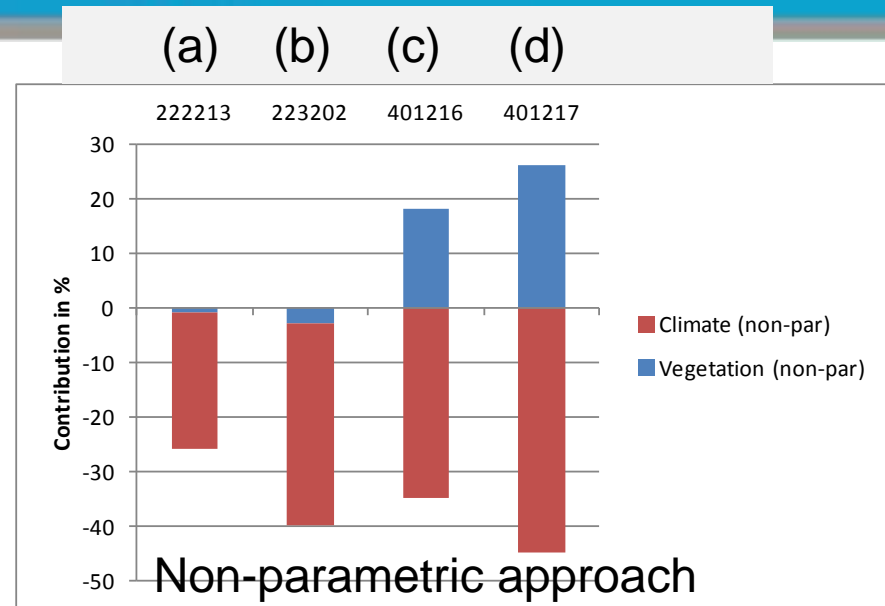 (a) (b) (c) (d)
222213 223202 401216 401217
30
20
10
0
-10
-20
-30
-40
-50
Contribution in %
Climate (non-par)
Vegetation (non-par)
Non-parametric approach